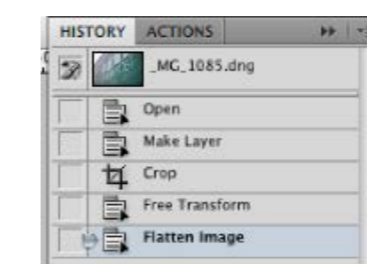 HISTORY ACTIONS
_MG_1085.dng
Open
Make Layer
Crop
Free Transform
Flatten Image